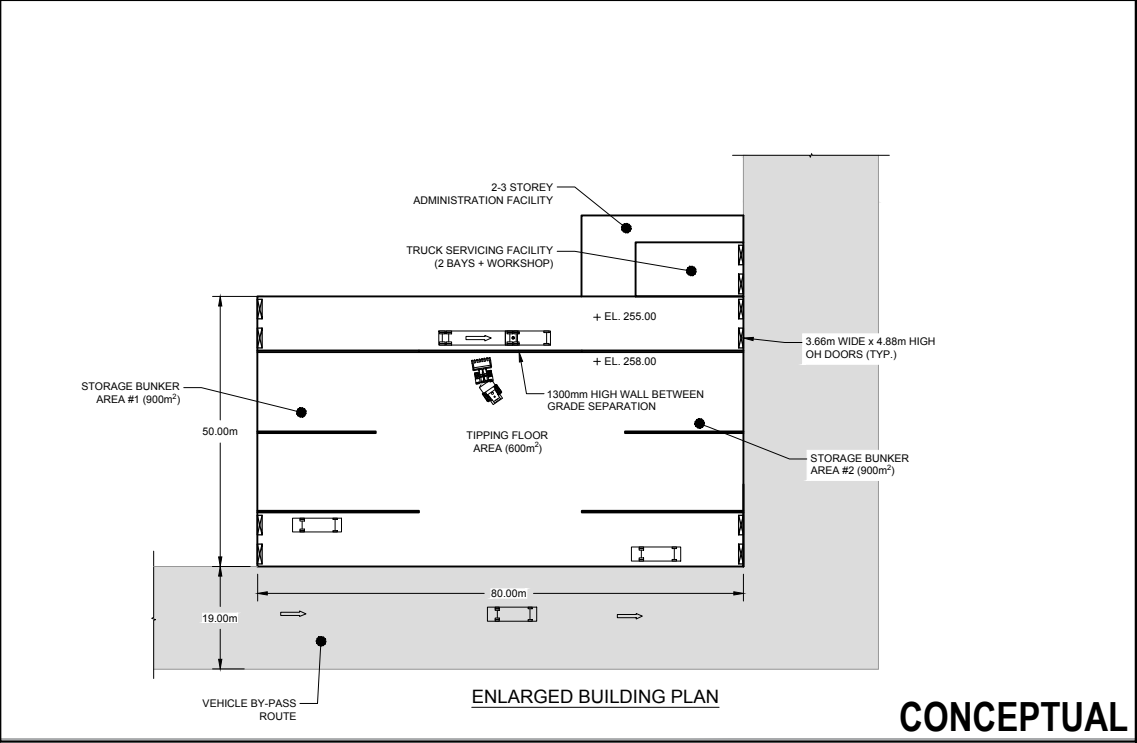 2-3 STOREY
ADMINISTRATION FACILITY
TRUCK SERVICING FACILITY
(2 BAYS + WORKSHOP)
+ EL. 255.00
3.66m WIDE x 4.88m HIGH
OH DOORS (TYP.)
+ EL. 258.00
STORAGE BUNKER
AREA #1 (900m²)
1300mm HIGH WALL BETWEEN
GRADE SEPARATION
50.00m
TIPPING FLOOR
AREA (600m²)
STORAGE BUNKER
AREA #2 (900m²)
80.00m
19.00m
VEHICLE BY-PASS
ROUTE
ENLARGED BUILDING PLAN
CONCEPTUAL